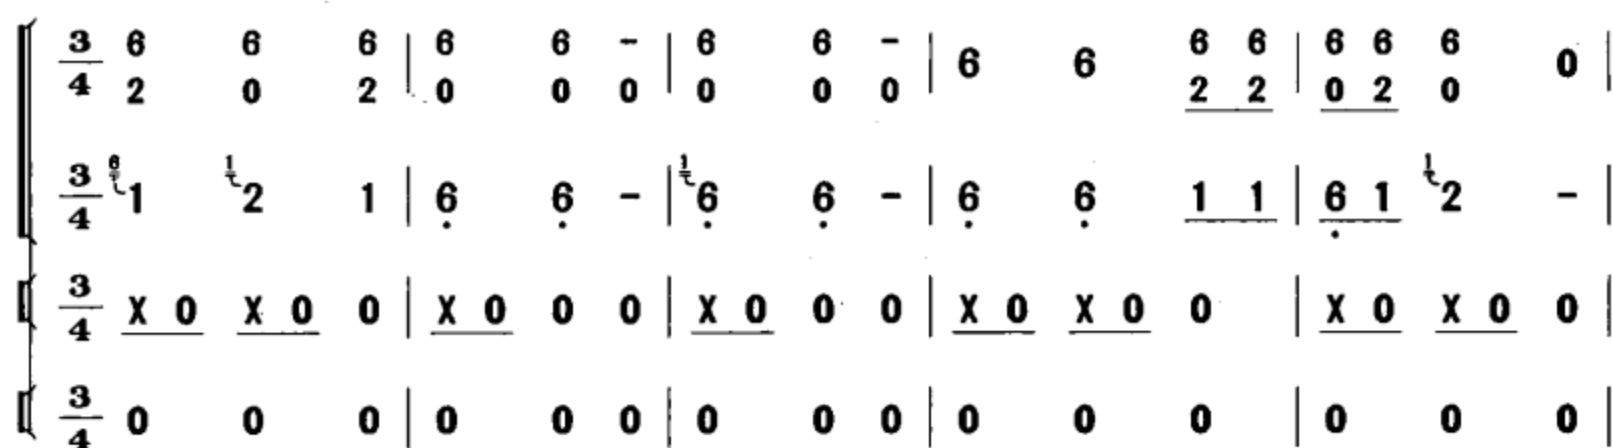 3 6 6 6 | 6 6 - | 6 6 - | 6 6 6 6 | 6 6 6 0 |
4 2 0 2 | 0 0 0 | 0 0 0 | 2 2 | 0 2 0 |
6 1 1 1
3 1 2 1 | 6 6 - | 6 6 - | 6 6 1 1 | 6 1 2 -
4
3 X 0 X 0 0 | X 0 0 0 | X 0 0 0 | X 0 X 0 0 | X 0 X 0 0 |
4
3 0 0 0 | 0 0 0 | 0 0 0 | 0 0 0 | 0 0 0 |
4